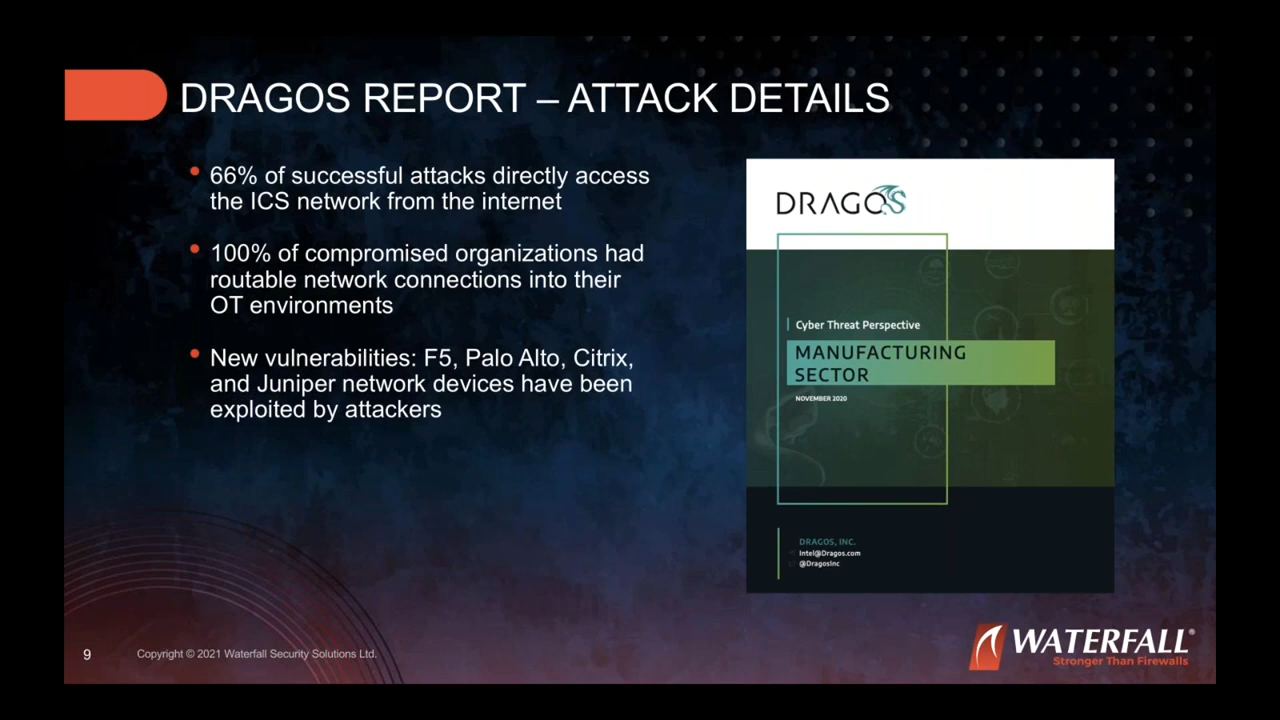 DRAGOS REPORT – ATTACK DETAILS
• 66% of successful attacks directly access
the ICS network from the internet
• 100% of compromised organizations had
routable network connections into their
OT environments
• New vulnerabilities: F5, Palo Alto, Citrix,
and Juniper network devices have been
exploited by attackers
DRAGOS
Cyber Threat Perspective
MANUFACTURING
SECTOR
NOVEMBER 2020
DRAGOS, INC.
Intel@Dragos.com
@DragosInc
9
Copyright © 2021 Waterfall Security Solutions Ltd.
WATERFALL®
Stronger Than Firewalls